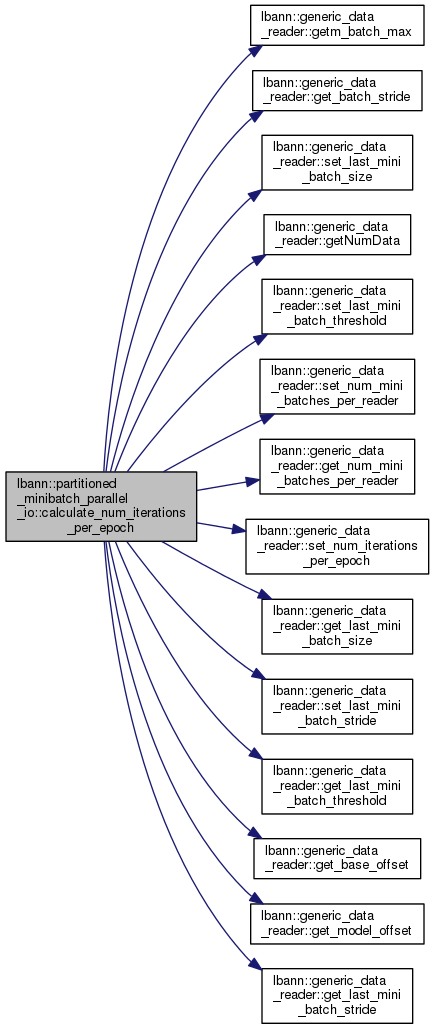 lbann::generic_data
_reader::getm_batch_max
lbann::generic_data
_reader::get_batch_stride
lbann::generic_data
_reader::set_last_mini
_batch_size
lbann::generic_data
_reader::getNumData
lbann::generic_data
_reader::set_last_mini
_batch_threshold
lbann::generic_data
_reader::set_num_mini
_batches_per_reader
lbann::generic_data
_reader::get_num_mini
_batches_per_reader
lbann::partitioned
_minibatch_parallel
_io::calculate_num_iterations
_per_epoch
lbann::generic_data
_reader::set_num_iterations
_per_epoch
lbann::generic_data
_reader::get_last_mini
_batch_size
lbann::generic_data
_reader::set_last_mini
_batch_stride
lbann::generic_data
_reader::get_last_mini
_batch_threshold
lbann::generic_data
_reader::get_base_offset
lbann::generic_data
_reader::get_model_offset
lbann::generic_data
_reader::get_last_mini
_batch_stride